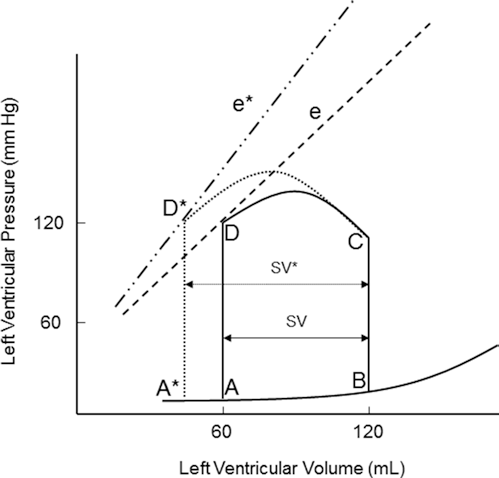 e*
e
D*
120
D
C
SV*
60
SV
A*
A
B
60
120
Left Ventricular Pressure (mm Hg)
Left Ventricular Volume (mL)